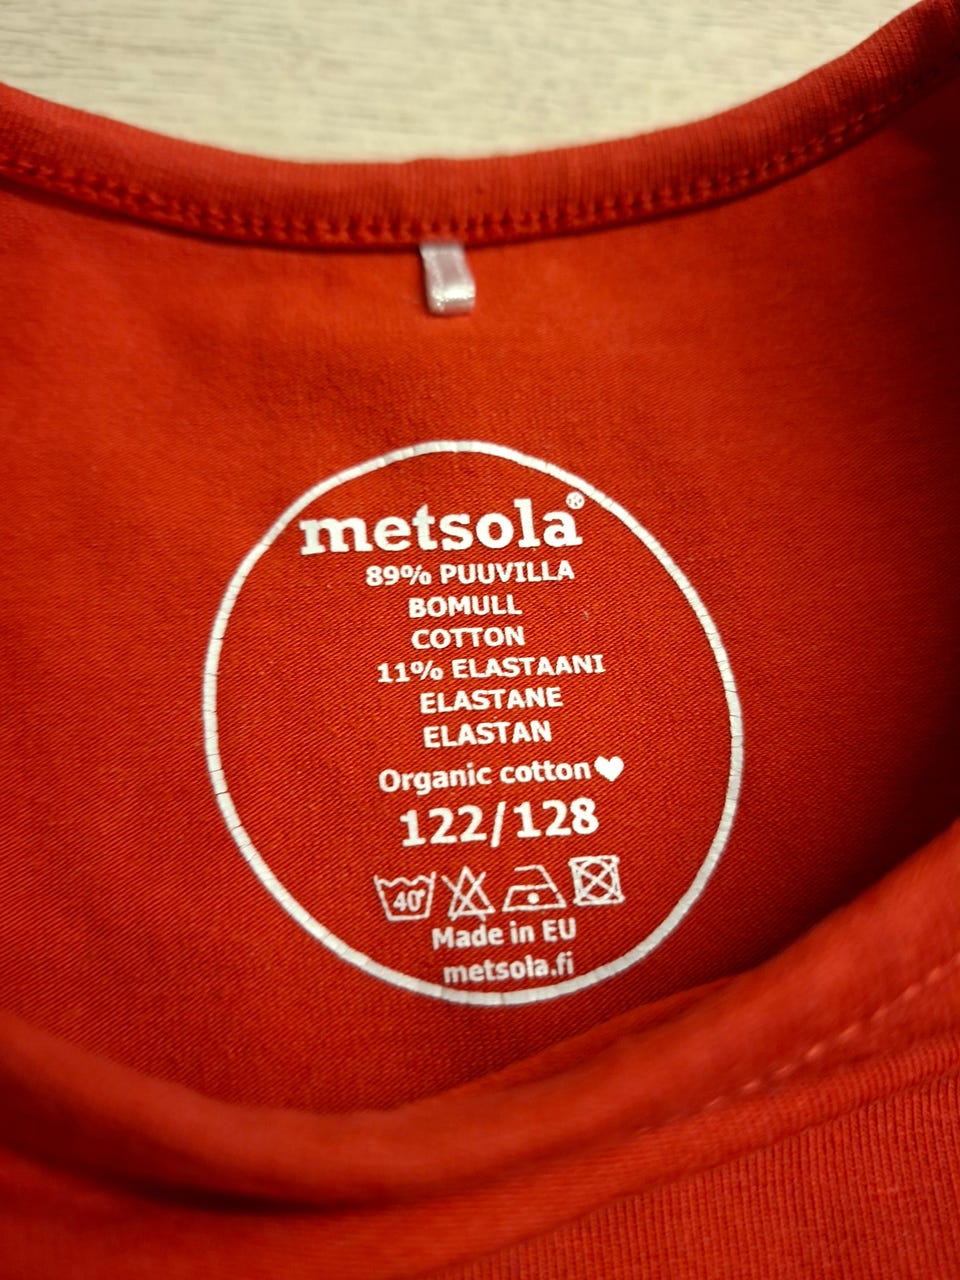 metsola®
89% PUUVILLA
BOMULL
COTTON
11% ELASTAANI
ELASTANE
ELASTAN
Organic cotton♥
122/128
40°
Made in EU
metsola.fi